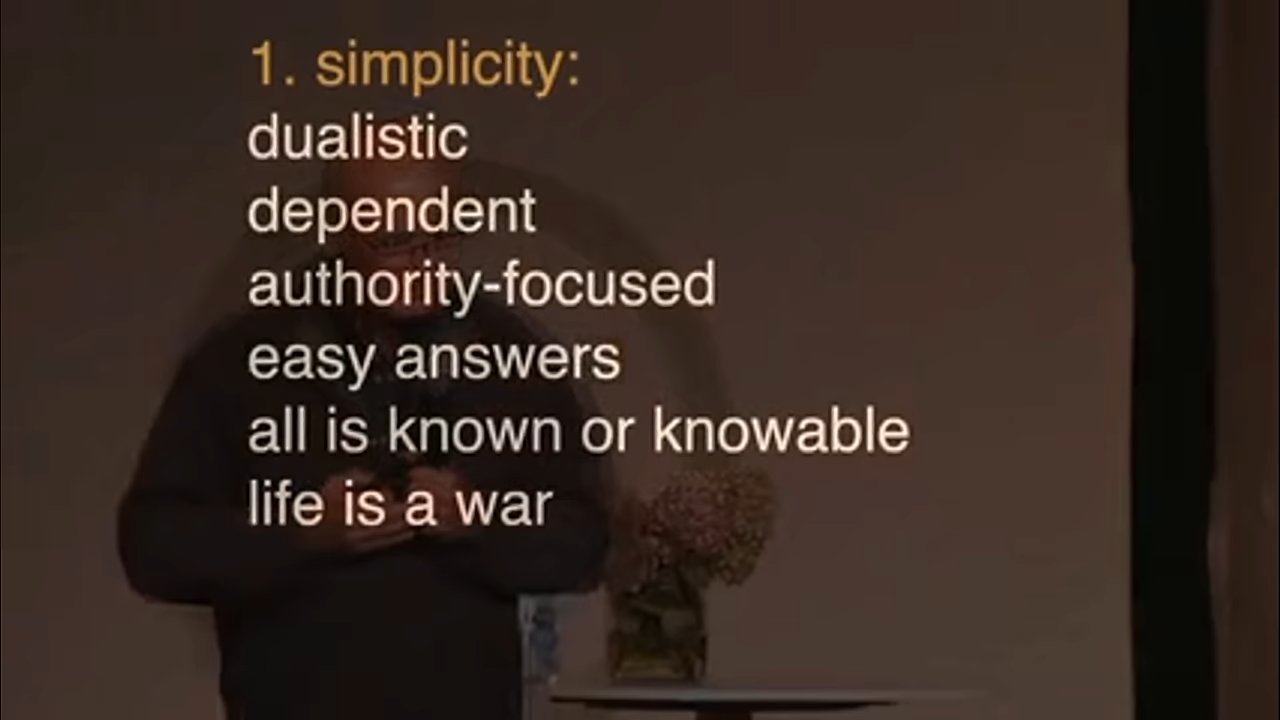 1. simplicity:
dualistic
dependent
authority-focused
easy answers
all is known or knowable
life is a war